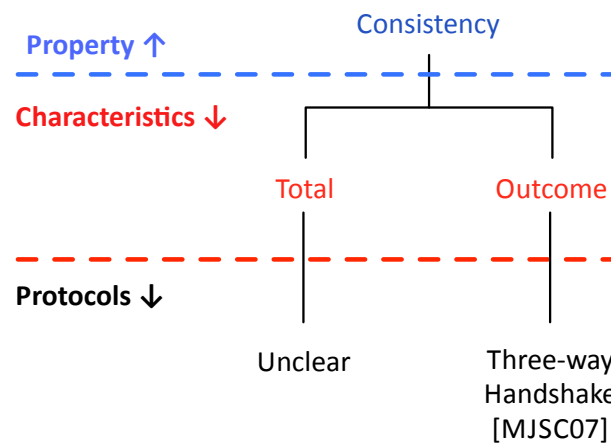 Consistency
Property ↑
Characteristics ↓
Total
Outcome
Protocols ↓
Unclear
Three-way
Handshake
[MJSC07]